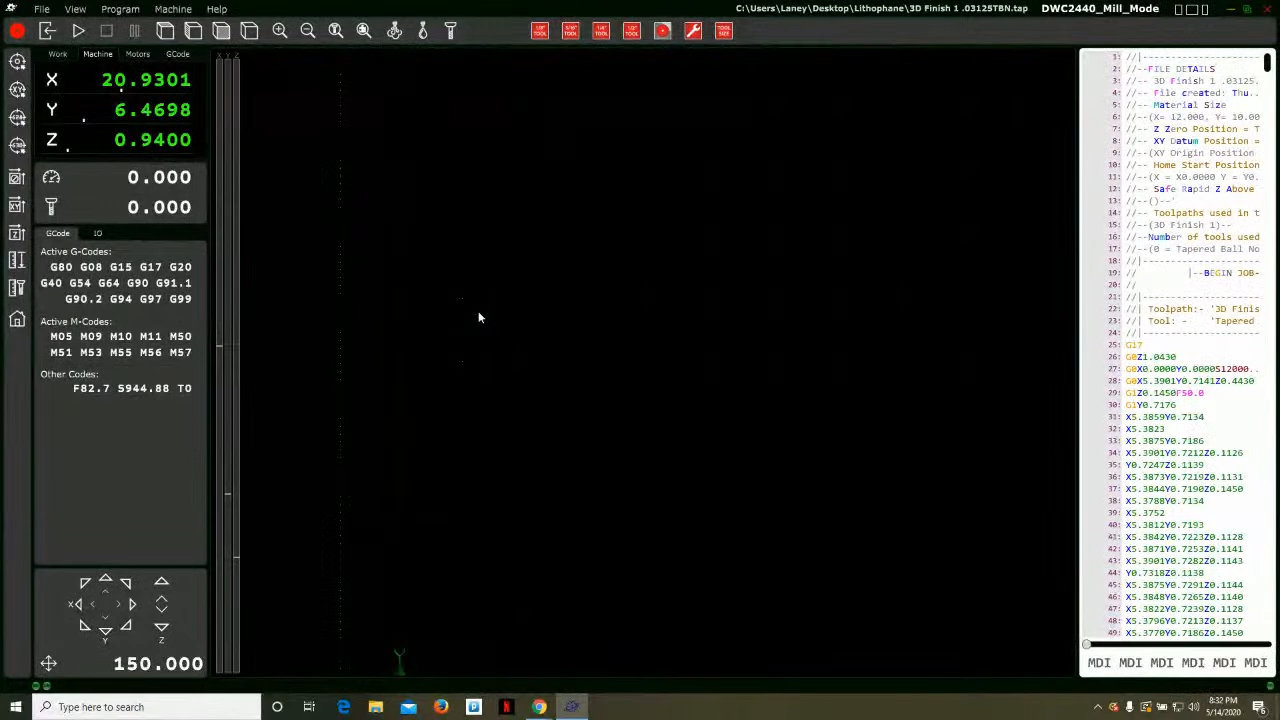 File View Program Machine Help
C:\Users\Laney\Desktop\Lithophane\3D Finish 1 .03125TBN.tap DWC2440_Mill_Mode
1/8" TOOL 5/16" TOOL 1/4" TOOL 1/2" TOOL TOOL SIZE
Work Machine Motors GCode
X Y Z
X 20.9301
Y 6.4698
Z 0.9400
0.000
0.000
GCode IO
Active G-Codes:
G80 G08 G15 G17 G20
G40 G54 G64 G90 G91.1
G90.2 G94 G97 G99
Active M-Codes:
M05 M09 M10 M11 M50
M51 M53 M55 M56 M57
Other Codes:
F82.7 S944.88 T0
X
Y
Z
150.000
Y
1: //|----------------------
2: //--FILE DETAILS
3: //-- 3D Finish 1 .03125.
4: //-- File created: Thu..
5: //-- Material Size
6: //--(X= 12.000, Y= 10.00
7: //-- Z Zero Position = T
8: //-- XY Datum Position =
9: //--(XY Origin Position
10: //-- Home Start Position
11: //--(X = X0.0000 Y = Y0.
12: //-- Safe Rapid Z Above
13: //--()--'
14: //-- Toolpaths used in t
15: //--(3D Finish 1)--
16: //--Number of tools used
17: //--(0 = Tapered Ball No
18: //|----------------------
19: // |--BEGIN JOB-
20: //
21: //|----------------------
22: //| Toolpath:- '3D Finis
23: //| Tool: - 'Tapered
24: //|----------------------
25: G17
26: G0Z1.0430
27: G0X0.0000Y0.0000S12000..
28: G0X5.3901Y0.7141Z0.4430
29: G1Z0.1450F50.0
30: G1Y0.7176
31: X5.3859Y0.7134
32: X5.3823
33: X5.3875Y0.7186
34: X5.3901Y0.7212Z0.1126
35: Y0.7247Z0.1139
36: X5.3873Y0.7219Z0.1131
37: X5.3844Y0.7190Z0.1450
38: X5.3788Y0.7134
39: X5.3752
40: X5.3812Y0.7193
41: X5.3842Y0.7223Z0.1128
42: X5.3871Y0.7253Z0.1141
43: X5.3901Y0.7282Z0.1143
44: Y0.7318Z0.1138
45: X5.3875Y0.7291Z0.1144
46: X5.3848Y0.7265Z0.1140
47: X5.3822Y0.7239Z0.1128
48: X5.3796Y0.7213Z0.1137
49: X5.3770Y0.7186Z0.1450
MDI MDI MDI MDI MDI MDI
Type here to search
8:32 PM
5/14/2020